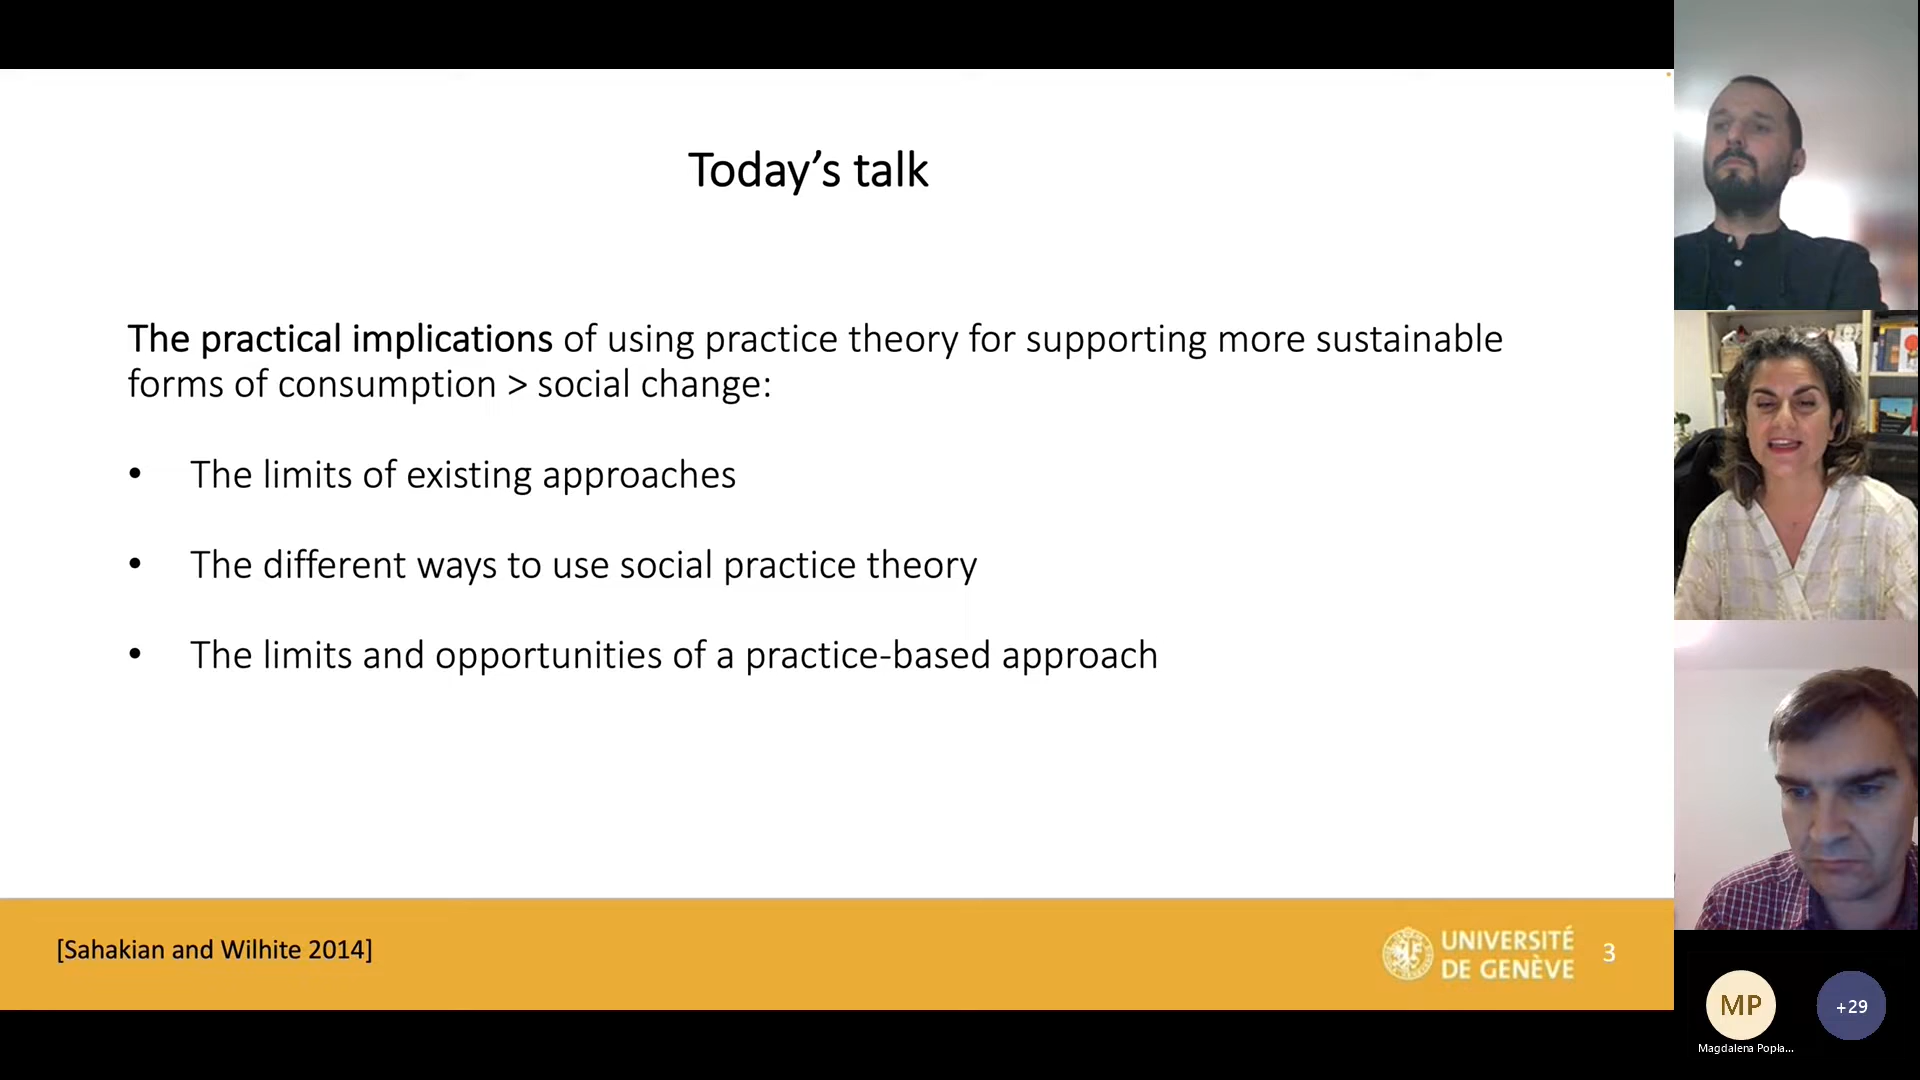 Today’s talk
The practical implications of using practice theory for supporting more sustainable
forms of consumption > social change:
• The limits of existing approaches
• The different ways to use social practice theory
• The limits and opportunities of a practice-based approach
[Sahakian and Wilhite 2014]
UNIVERSITÉ
DE GENÈVE
3
MP
+29
Magdalena Popła...